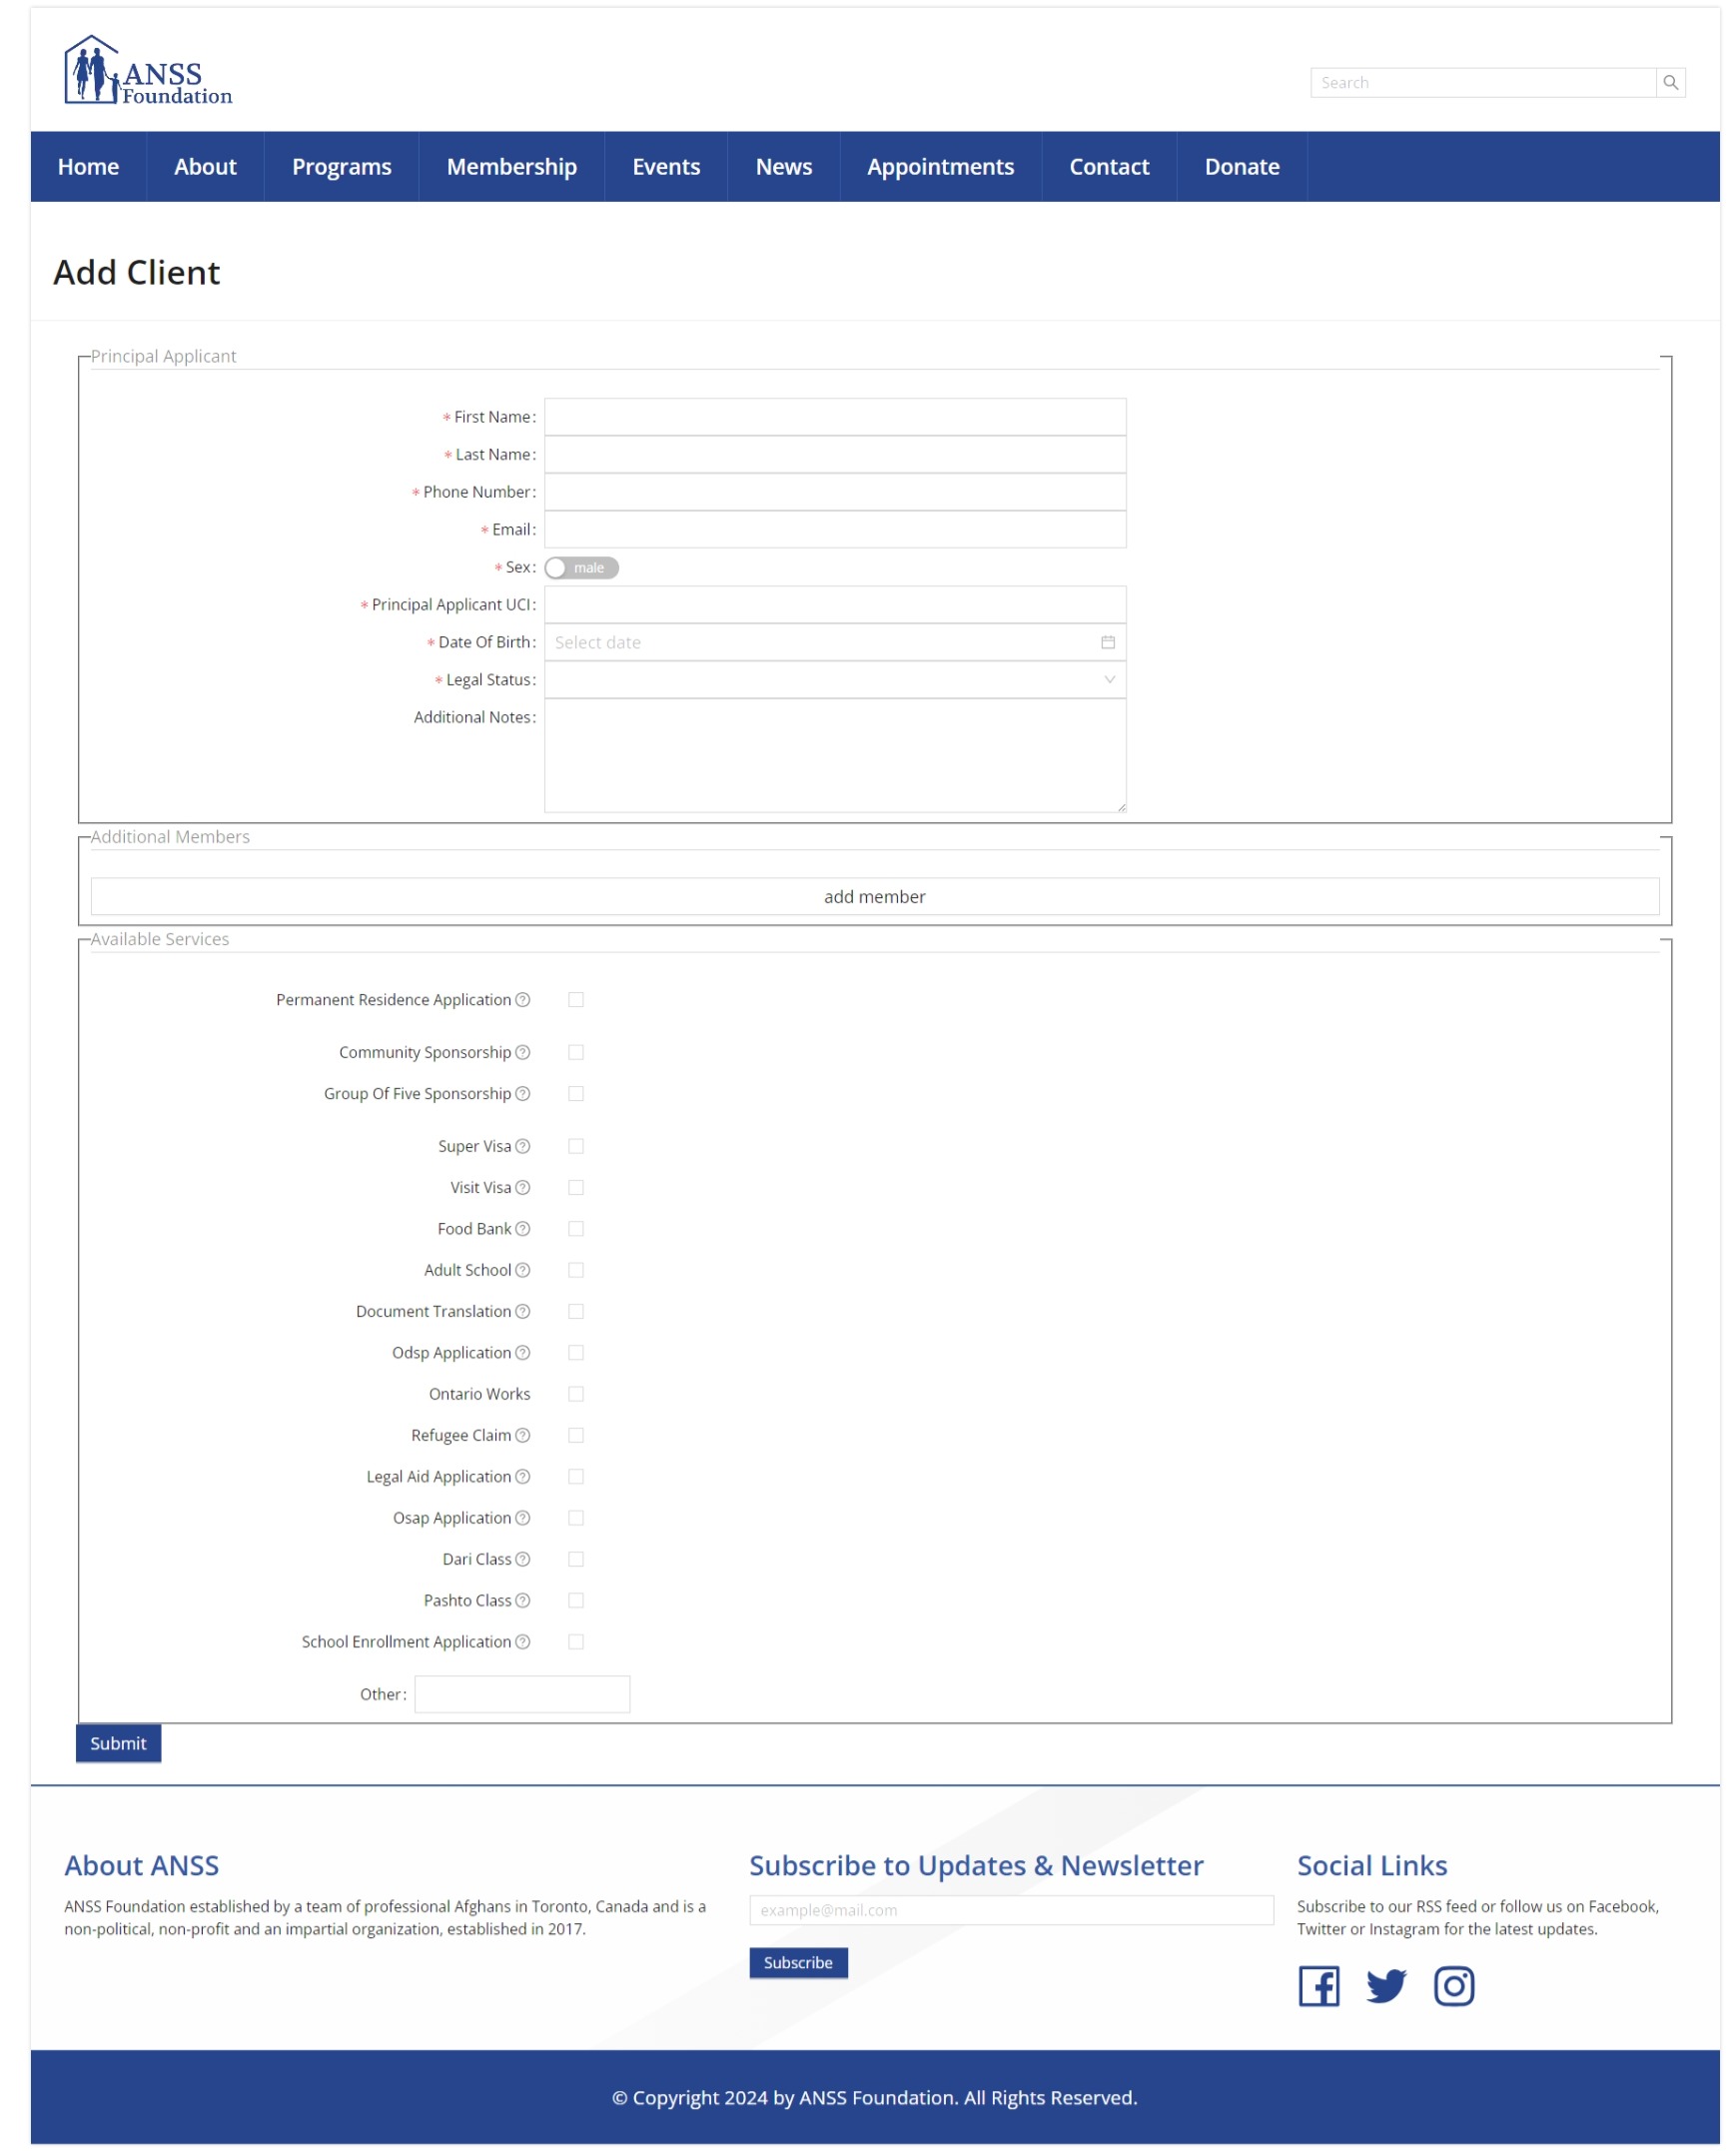 ANSS
Foundation
Search
Home About Programs Membership Events News Appointments Contact Donate
Add Client
Principal Applicant
* First Name:
* Last Name:
* Phone Number:
* Email:
* Sex: male
* Principal Applicant UCI:
* Date Of Birth: Select date
* Legal Status:
Additional Notes:
Additional Members
add member
Available Services
Permanent Residence Application
Community Sponsorship
Group Of Five Sponsorship
Super Visa
Visit Visa
Food Bank
Adult School
Document Translation
Odsp Application
Ontario Works
Refugee Claim
Legal Aid Application
Osap Application
Dari Class
Pashto Class
School Enrollment Application
Other:
Submit
About ANSS
ANSS Foundation established by a team of professional Afghans in Toronto, Canada and is a
non-political, non-profit and an impartial organization, established in 2017.
Subscribe to Updates & Newsletter
example@mail.com
Subscribe
Social Links
Subscribe to our RSS feed or follow us on Facebook,
Twitter or Instagram for the latest updates.
© Copyright 2024 by ANSS Foundation. All Rights Reserved.